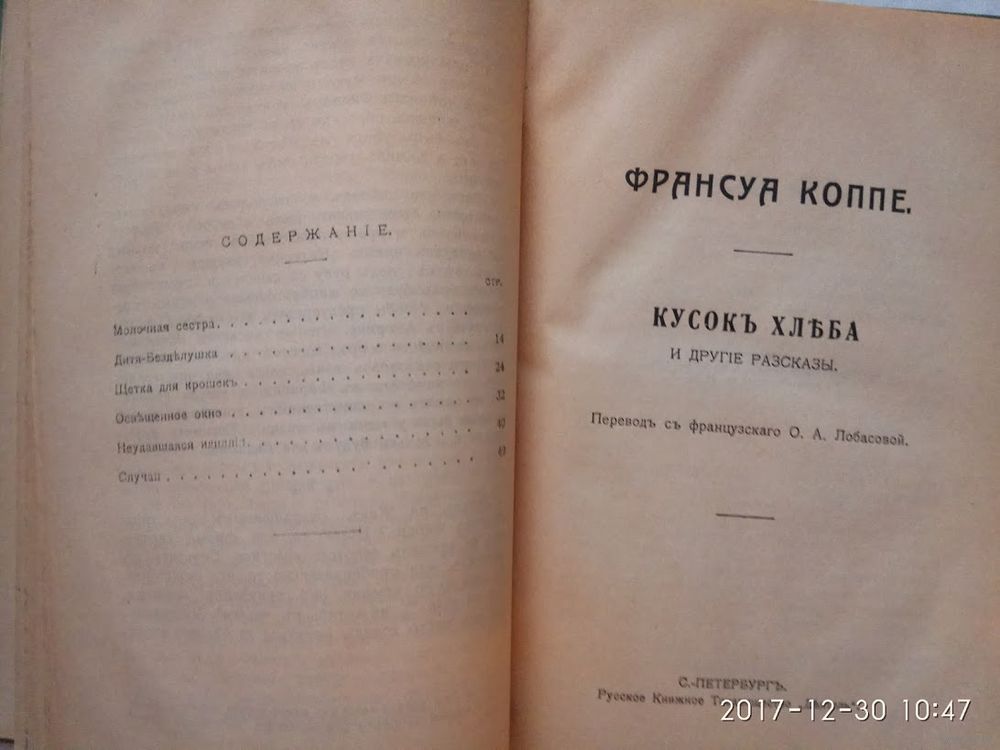 СОДЕРЖАНІЕ.
стр.
Молочная сестра.
Дитя-Бездѣлушка 14
Щетка для крошекъ 24
Освѣщенное окно 32
Неудавшаяся 40
Случай
ФРАНСУА КОППЕ.
КУСОКЪ ХЛѢБА
И ДРУГІЕ РАЗСКАЗЫ.
Переводъ съ французскаго О. А. Лобасовой.
С.-ПЕТЕРБУРГЪ.
Русское Книжное
2017-12-30 10:47